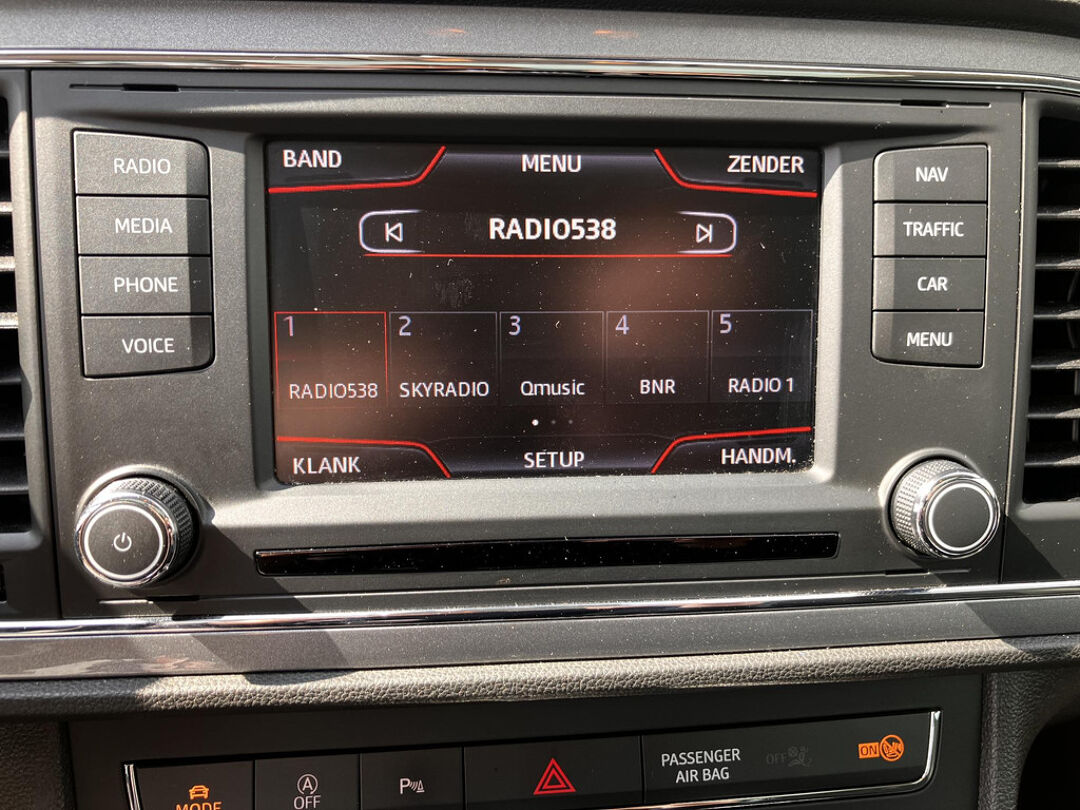 RADIO
MEDIA
PHONE
VOICE
BAND
MENU
ZENDER
RADIO538
1
2
3
4
5
RADIO538
SKYRADIO
Qmusic
BNR
RADIO 1
KLANK
SETUP
HANDM.
NAV
TRAFFIC
CAR
MENU
MODE
A
OFF
P
PASSENGER
AIR BAG
OFF
ON